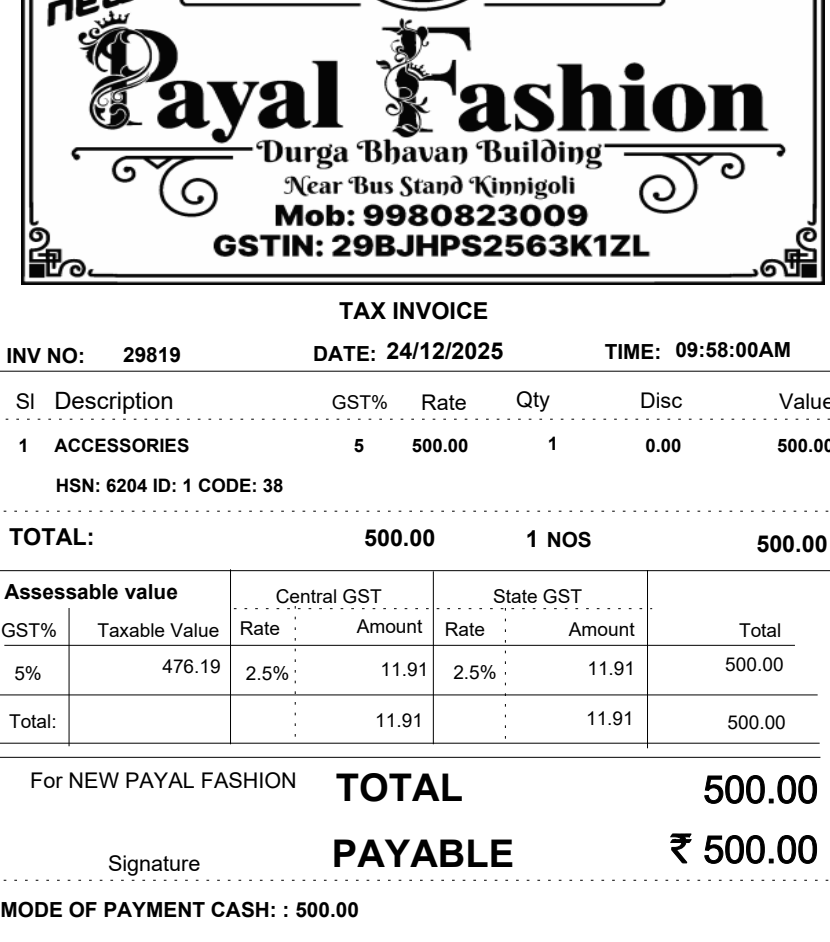 new
Payal Fashion
Durga Bhavan Building
Near Bus Stand Kinnigoli
Mob: 9980823009
GSTIN: 29BJHPS2563K1ZL
TAX INVOICE
INV NO: 29819 DATE: 24/12/2025 TIME: 09:58:00AM
Sl Description GST% Rate Qty Disc Value
1 ACCESSORIES 5 500.00 1 0.00 500.00
HSN: 6204 ID: 1 CODE: 38
TOTAL: 500.00 1 NOS 500.00
Assessable value Central GST State GST
GST% Taxable Value Rate Amount Rate Amount Total
5% 476.19 2.5% 11.91 2.5% 11.91 500.00
Total: 11.91 11.91 500.00
For NEW PAYAL FASHION TOTAL 500.00
Signature PAYABLE ₹ 500.00
MODE OF PAYMENT CASH: : 500.00